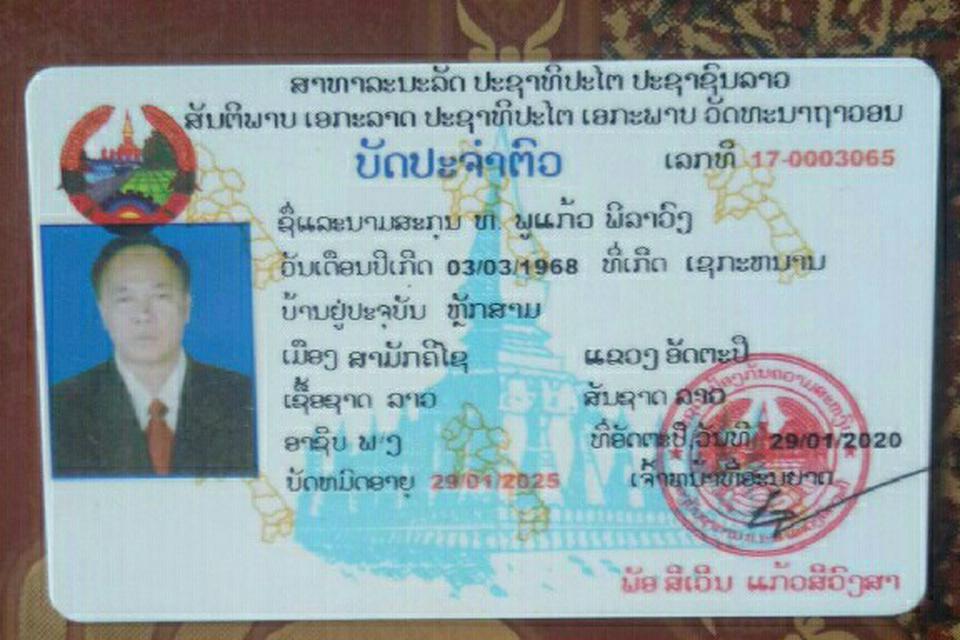 ສາທາລະນະລັດ ປະຊາທິປະໄຕ ປະຊາຊົນລາວ
ສັນຕິພາບ ເອກະລາດ ປະຊາທິປະໄຕ ເອກະພາບ ວັດທະນາຖາວອນ
ບັດປະຈຳຕົວ ເລກທີ 17-0003065
ຊື່ແລະນາມສະກຸນ ທ. ພູແກ້ວ ພິລາວົງ
ວັນເດືອນປີເກີດ 03/03/1968 ທີ່ເກີດ ເຊກະຫມານ
ບ້ານຢູ່ປະຈຸບັນ ຫຼັກສາມ
ເມືອງ ສາມັກຄີໄຊ ແຂວງ ອັດຕະປື
ເຊື້ອຊາດ ລາວ ສັນຊາດ ລາວ
ອາຊີບ ພ/ງ ທີ່ອັດຕະປື, ວັນທີ 29/01/2020
ບັດຫມົດອາຍຸ 29/01/2025 ເຈົ້າຫນ້າທີ່ອະນຸຍາດ
ພັອ ສີເວີນ ແກ້ວສີວົງສາ